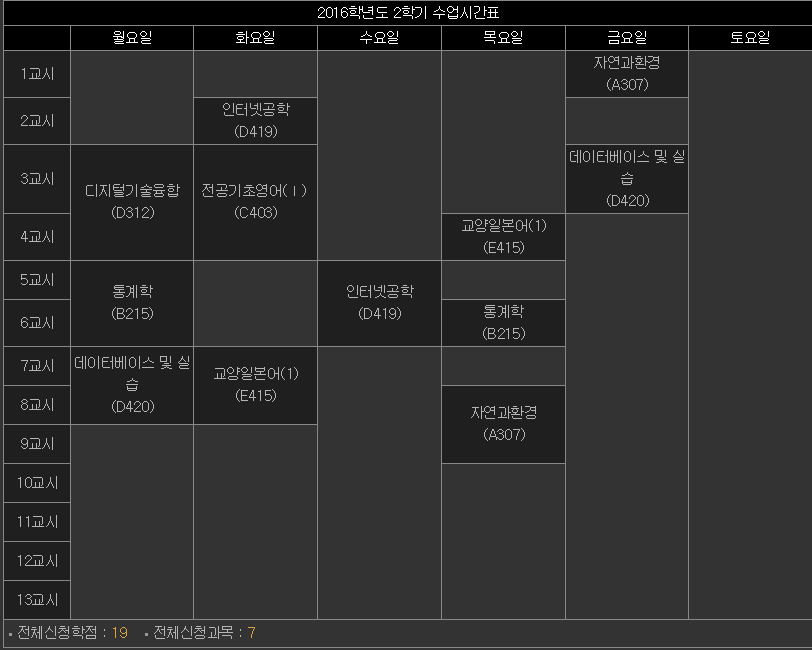 2016학년도 2학기 수업시간표
월요일 화요일 수요일 목요일 금요일 토요일
1교시 자연과환경
(A307)
2교시 인터넷공학
(D419)
3교시 디지털기술융합
(D312)
전공기초영어(Ⅰ)
(C403)
데이터베이스 및 실
습
(D420)
4교시 교양일본어(1)
(E415)
5교시 통계학
(B215)
인터넷공학
(D419)
6교시 통계학
(B215)
7교시 데이터베이스 및 실
습
(D420)
교양일본어(1)
(E415)
8교시 자연과환경
(A307)
9교시
10교시
11교시
12교시
13교시
▪ 전체신청학점 : 19 ▪ 전체신청과목 : 7